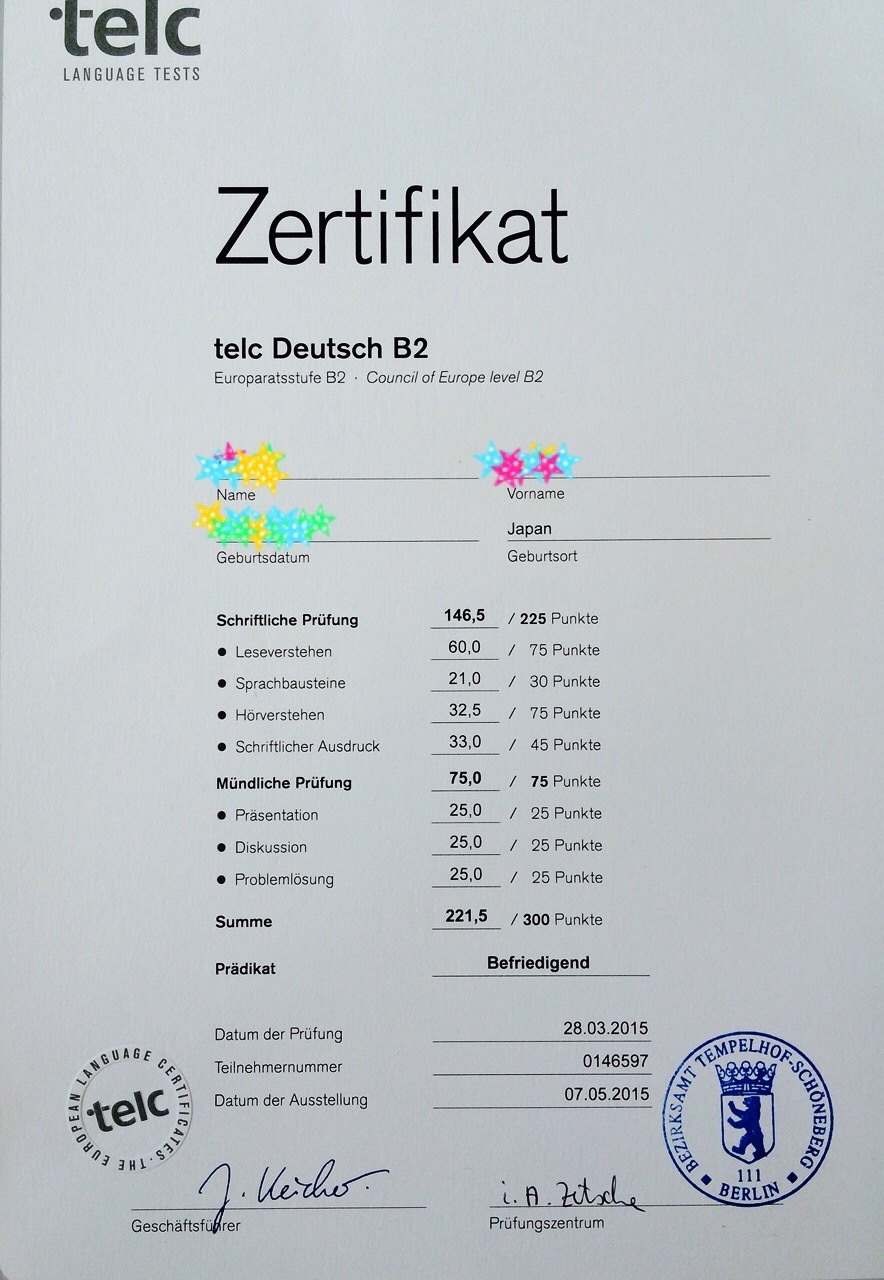 telc
LANGUAGE TESTS
Zertifikat
telc Deutsch B2
Europaratsstufe B2 · Council of Europe level B2
Name Vorname
Japan
Geburtsdatum Geburtsort
Schriftliche Prüfung 146,5 / 225 Punkte
● Leseverstehen 60,0 / 75 Punkte
● Sprachbausteine 21,0 / 30 Punkte
● Hörverstehen 32,5 / 75 Punkte
● Schriftlicher Ausdruck 33,0 / 45 Punkte
Mündliche Prüfung 75,0 / 75 Punkte
● Präsentation 25,0 / 25 Punkte
● Diskussion 25,0 / 25 Punkte
● Problemlösung 25,0 / 25 Punkte
Summe 221,5 / 300 Punkte
Prädikat Befriedigend
Datum der Prüfung 28.03.2015
Teilnehmernummer 0146597
Datum der Ausstellung 07.05.2015
THE EUROPEAN LANGUAGE CERTIFICATES ·
telc
BEZIRKSAMT TEMPELHOF-SCHÖNEBERG
111
BERLIN
i. A.
Geschäftsführer Prüfungszentrum